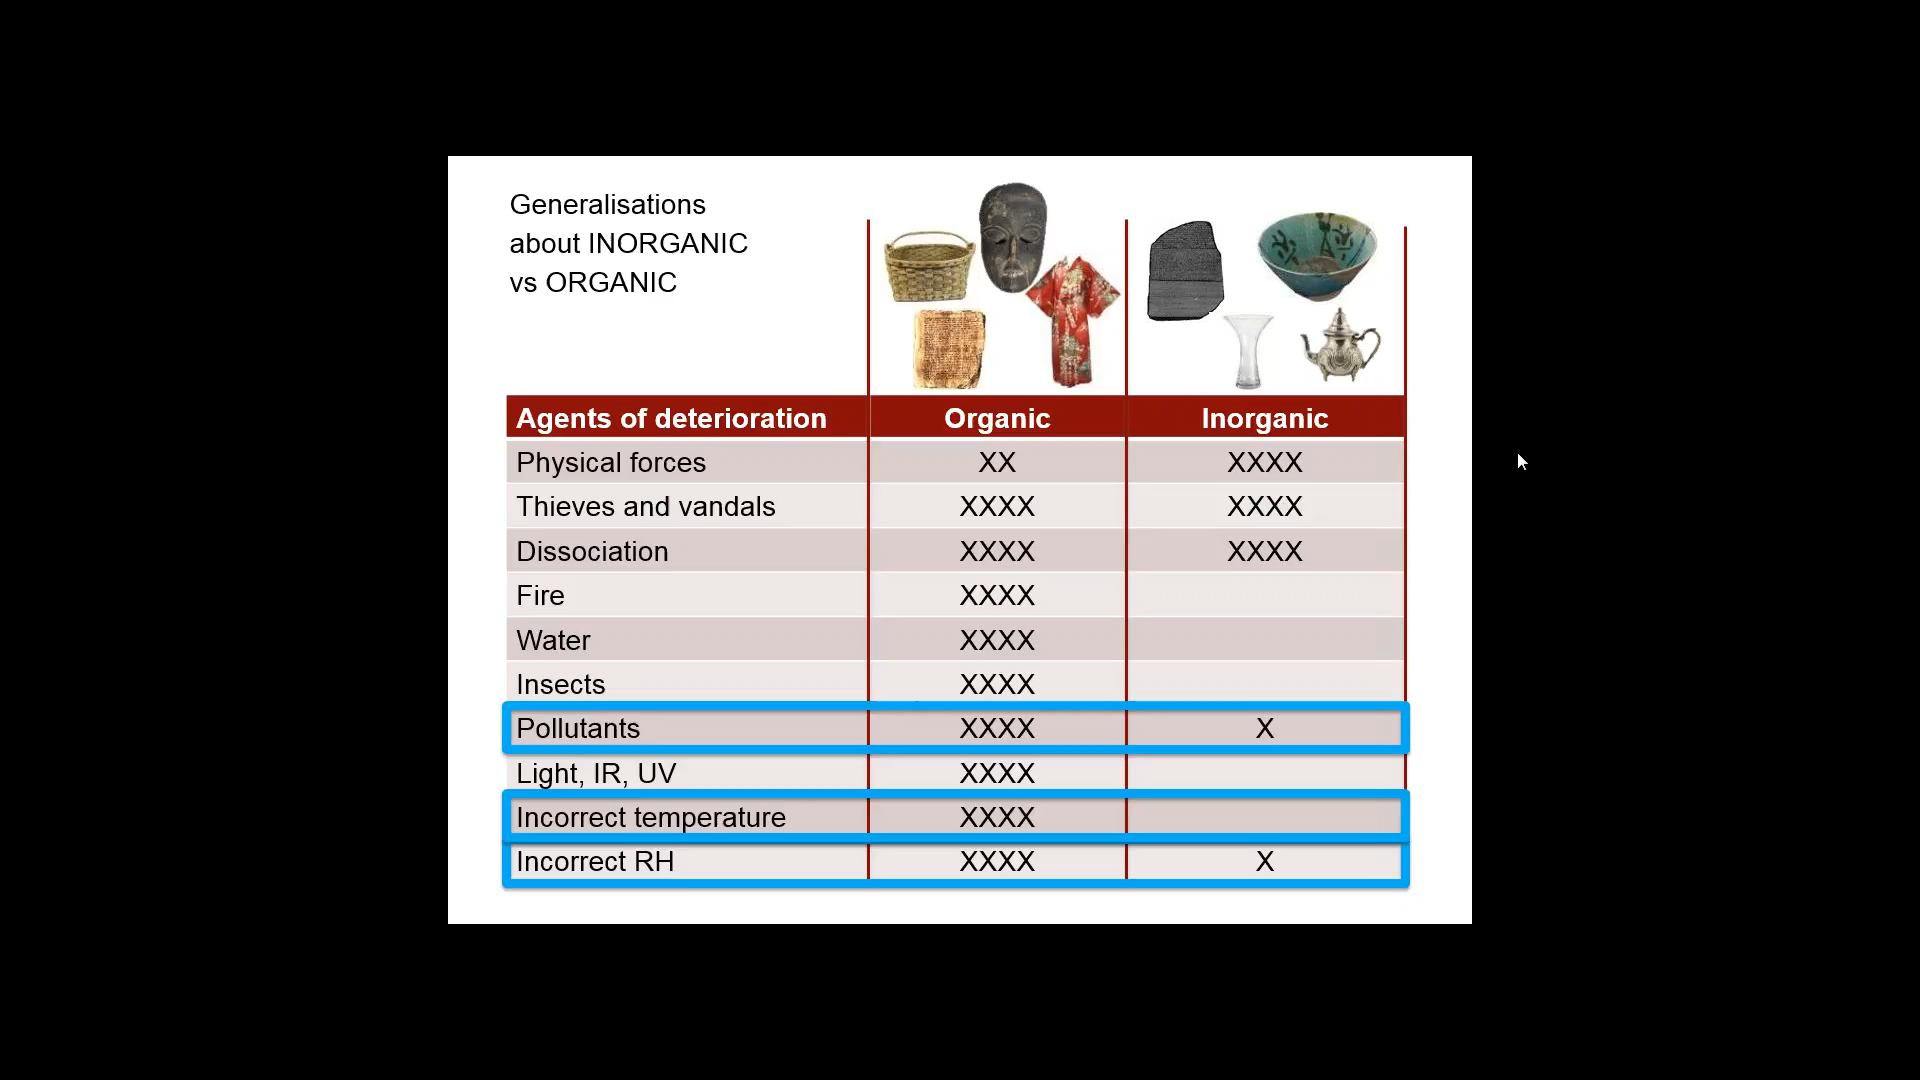 Generalisations
about INORGANIC
vs ORGANIC
Agents of deterioration Organic Inorganic
Physical forces XX XXXX
Thieves and vandals XXXX XXXX
Dissociation XXXX XXXX
Fire XXXX
Water XXXX
Insects XXXX
Pollutants XXXX X
Light, IR, UV XXXX
Incorrect temperature XXXX
Incorrect RH XXXX X